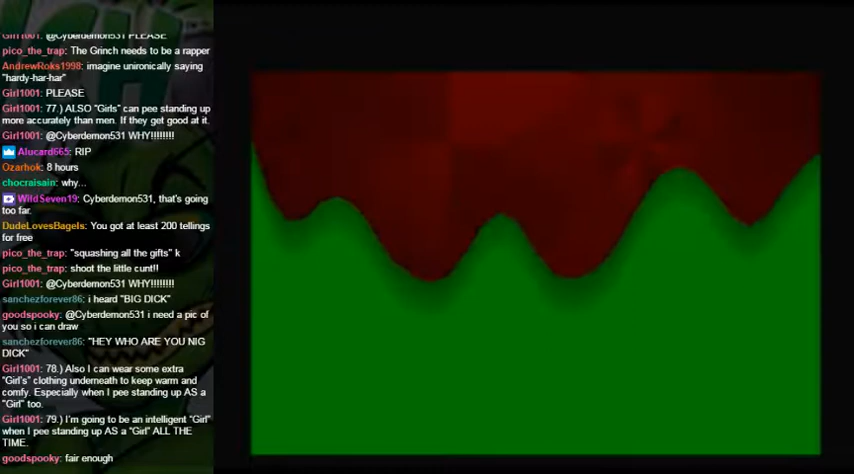 Girl1001: @Cyberdemon531 PLEASE
pico_the_trap: The Grinch needs to be a rapper
AndrewRoks1998: imagine unironically saying
"hardy-har-har"
Girl1001: PLEASE
Girl1001: 77.) ALSO "Girls" can pee standing up
more accurately than men. If they get good at it.
Girl1001: @Cyberdemon531 WHY!!!!!!!!
Alucard665: RIP
Ozarhok: 8 hours
chocraisain: why...
WildSeven19: Cyberdemon531, that's going
too far.
DudeLovesBagels: You got at least 200 tellings
for free
pico_the_trap: "squashing all the gifts" k
pico_the_trap: shoot the little cunt!!
Girl1001: @Cyberdemon531 WHY!!!!!!!!
sanchezforever86: i heard "BIG DICK"
goodspooky: @Cyberdemon531 i need a pic of
you so i can draw
sanchezforever86: "HEY WHO ARE YOU NIG
DICK"
Girl1001: 78.) Also I can wear some extra
"Girl's" clothing underneath to keep warm and
comfy. Especially when I pee standing up AS a
"Girl" too.
Girl1001: 79.) I'm going to be an intelligent "Girl"
when I pee standing up AS a "Girl" ALL THE
TIME.
goodspooky: fair enough